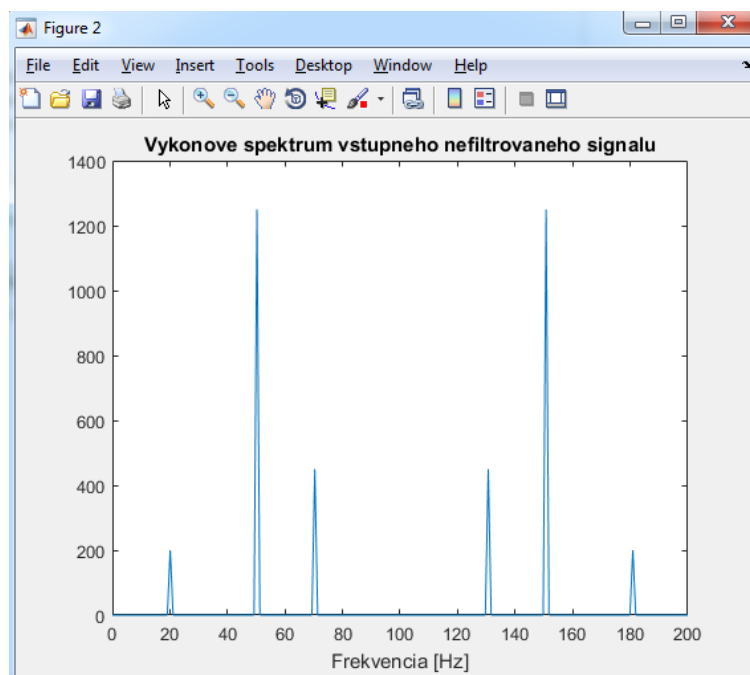 Figure 2
File Edit View Insert Tools Desktop Window Help
Vykonove spektrum vstupneho nefiltrovaneho signalu
1400
1200
1000
800
600
400
200
0
0 20 40 60 80 100 120 140 160 180 200
Frekvencia [Hz]